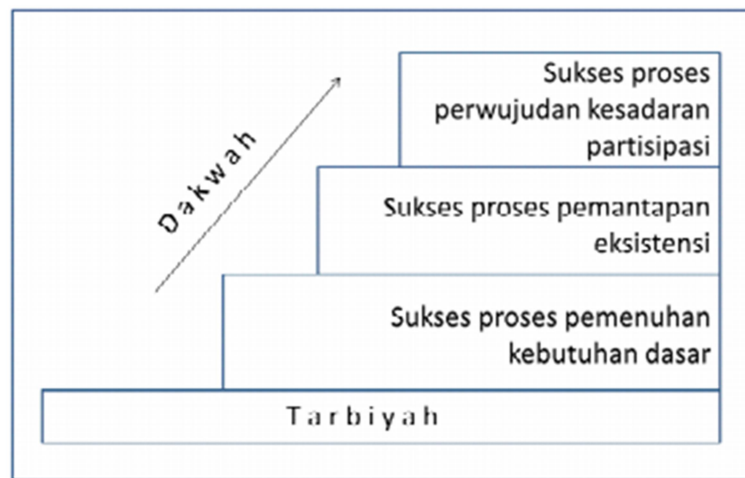 Sukses proses
perwujudan kesadaran
partisipasi
Dakwah
Sukses proses pemantapan
eksistensi
Sukses proses pemenuhan
kebutuhan dasar
Tarbiyah